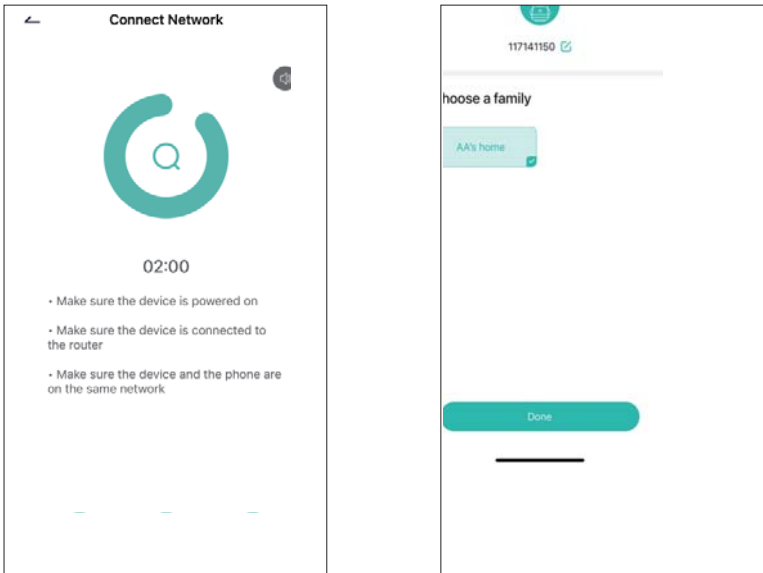 Connect Network
02:00
• Make sure the device is powered on
• Make sure the device is connected to
the router
• Make sure the device and the phone are
on the same network
117141150
hoose a family
AA's home
Done